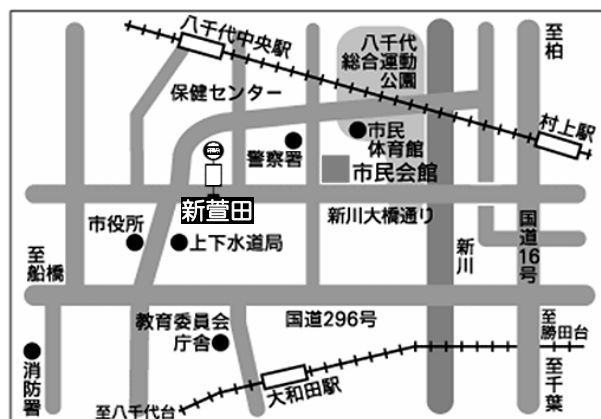 八千代中央駅
八千代
総合運動
公園
至柏
保健センター
市民
体育館
村上駅
警察署
市民会館
新萱田
新川大橋通り
市役所
上下水道局
新川
国道16号
至
船橋
教育委員会
庁舎
国道296号
至
勝田台
消防署
大和田駅
至千葉
至八千代台